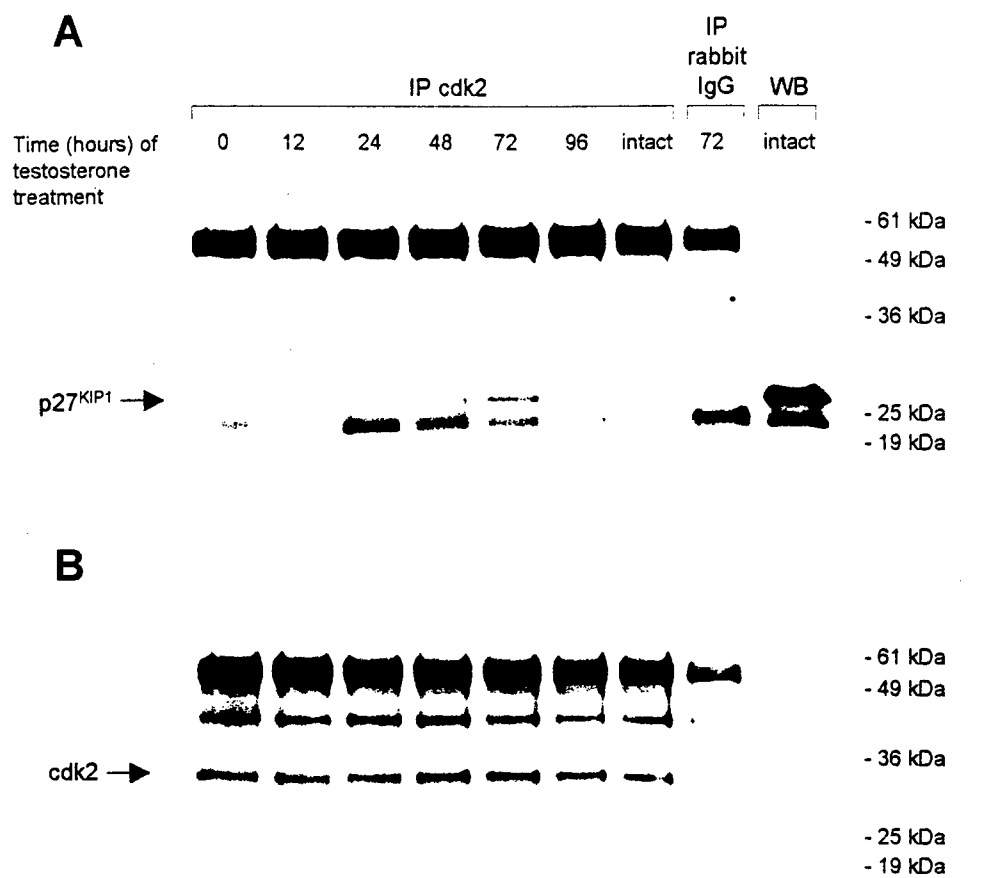 A
IP
rabbit
IgG
IP cdk2
WB
Time (hours) of
testosterone
treatment
0 12 24 48 72 96 intact 72 intact
- 61 kDa
- 49 kDa
- 36 kDa
p27KIP1
- 25 kDa
- 19 kDa
B
- 61 kDa
- 49 kDa
- 36 kDa
cdk2
- 25 kDa
- 19 kDa